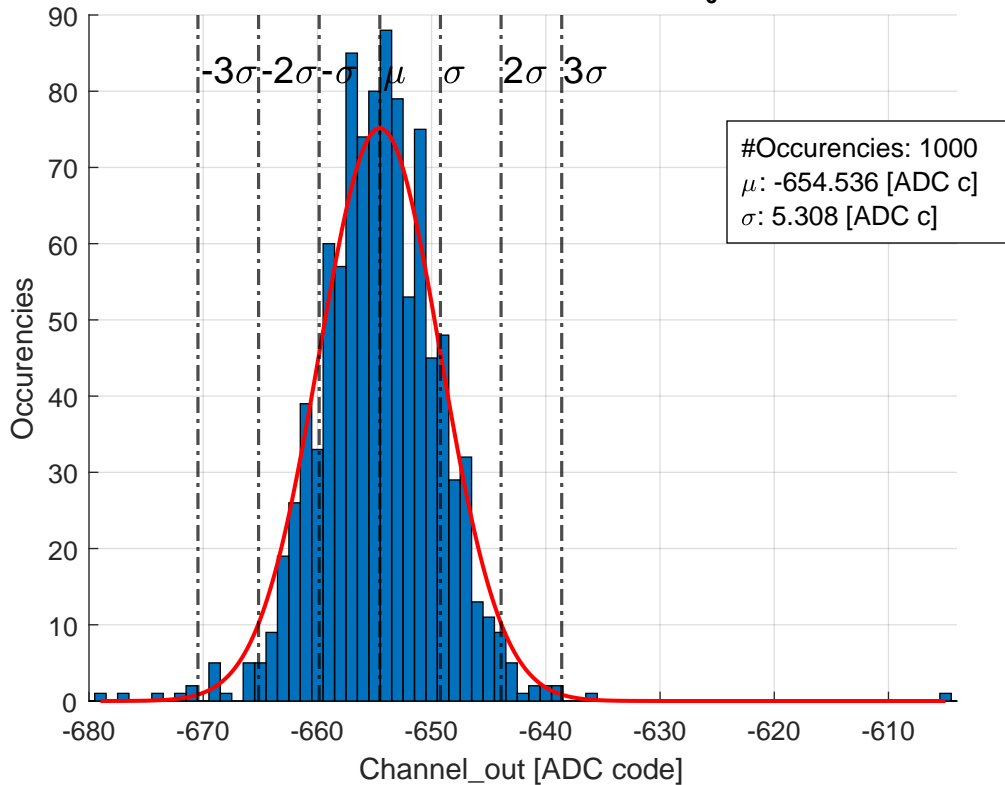 90
80
70
60
50
40
30
20
10
0
Occurencies
-3σ -2σ -σ μ σ 2σ 3σ
#Occurencies: 1000
μ: -654.536 [ADC c]
σ: 5.308 [ADC c]
-680 -670 -660 -650 -640 -630 -620 -610
Channel_out [ADC code]